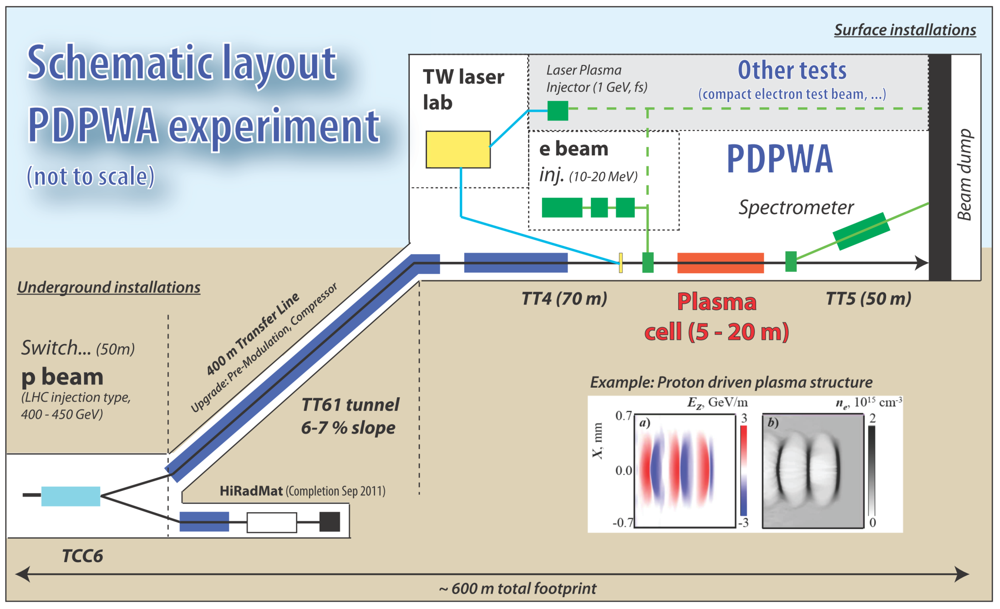 Surface installations
Schematic layout
PDPWA experiment
(not to scale)
TW laser
lab
Laser Plasma
Injector (1 GeV, fs)
Other tests
(compact electron test beam, ...)
e beam
inj. (10-20 MeV)
PDPWA
Spectrometer
Beam dump
Underground installations
400 m Transfer Line
Upgrade: Pre-Modulation, Compressor
TT4 (70 m)
Plasma
cell (5 - 20 m)
TT5 (50 m)
Switch... (50m)
p beam
(LHC injection type,
400 - 450 GeV)
TT61 tunnel
6-7 % slope
HiRadMat (Completion Sep 2011)
TCC6
Example: Proton driven plasma structure
E_Z, GeV/m
n_e, 10¹⁵ cm⁻³
0.7
a)
3
b)
2
X, mm
0.0
-0.7
-3
0
~ 600 m total footprint